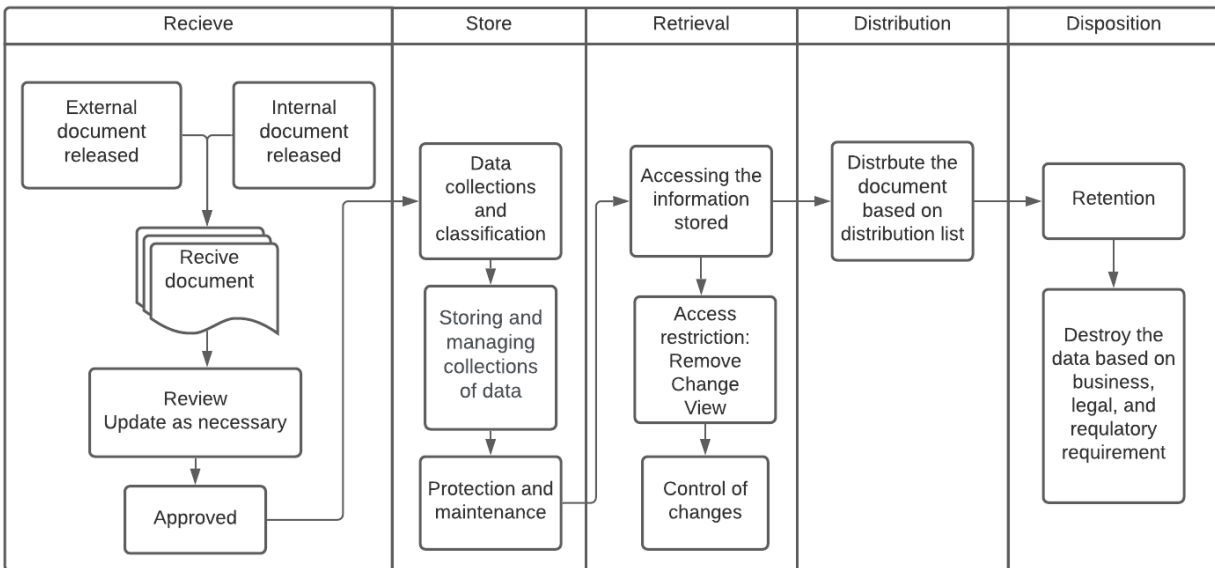 Recieve
Store
Retrieval
Distribution
Disposition
External
document
released
Internal
document
released
Recive
document
Review
Update as necessary
Approved
Data
collections
and
classification
Storing and
managing
collections
of data
Protection and
maintenance
Accessing the
information
stored
Access
restriction:
Remove
Change
View
Control of
changes
Distrbute the
document
based on
distribution list
Retention
Destroy the
data based on
business,
legal, and
requlatory
requirement